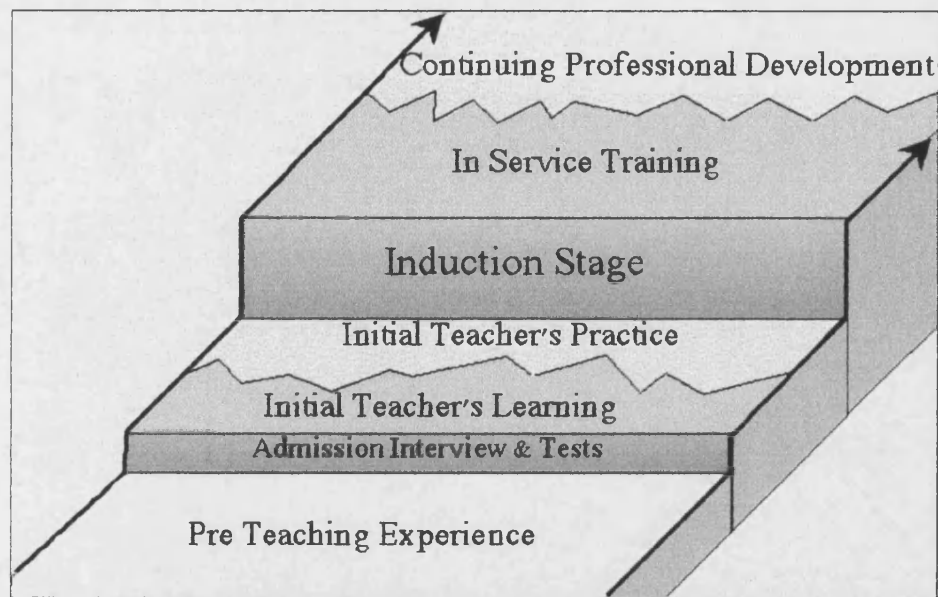 Continuing Professional Development
In Service Training
Induction Stage
Initial Teacher's Practice
Initial Teacher's Learning
Admission Interview & Tests
Pre Teaching Experience